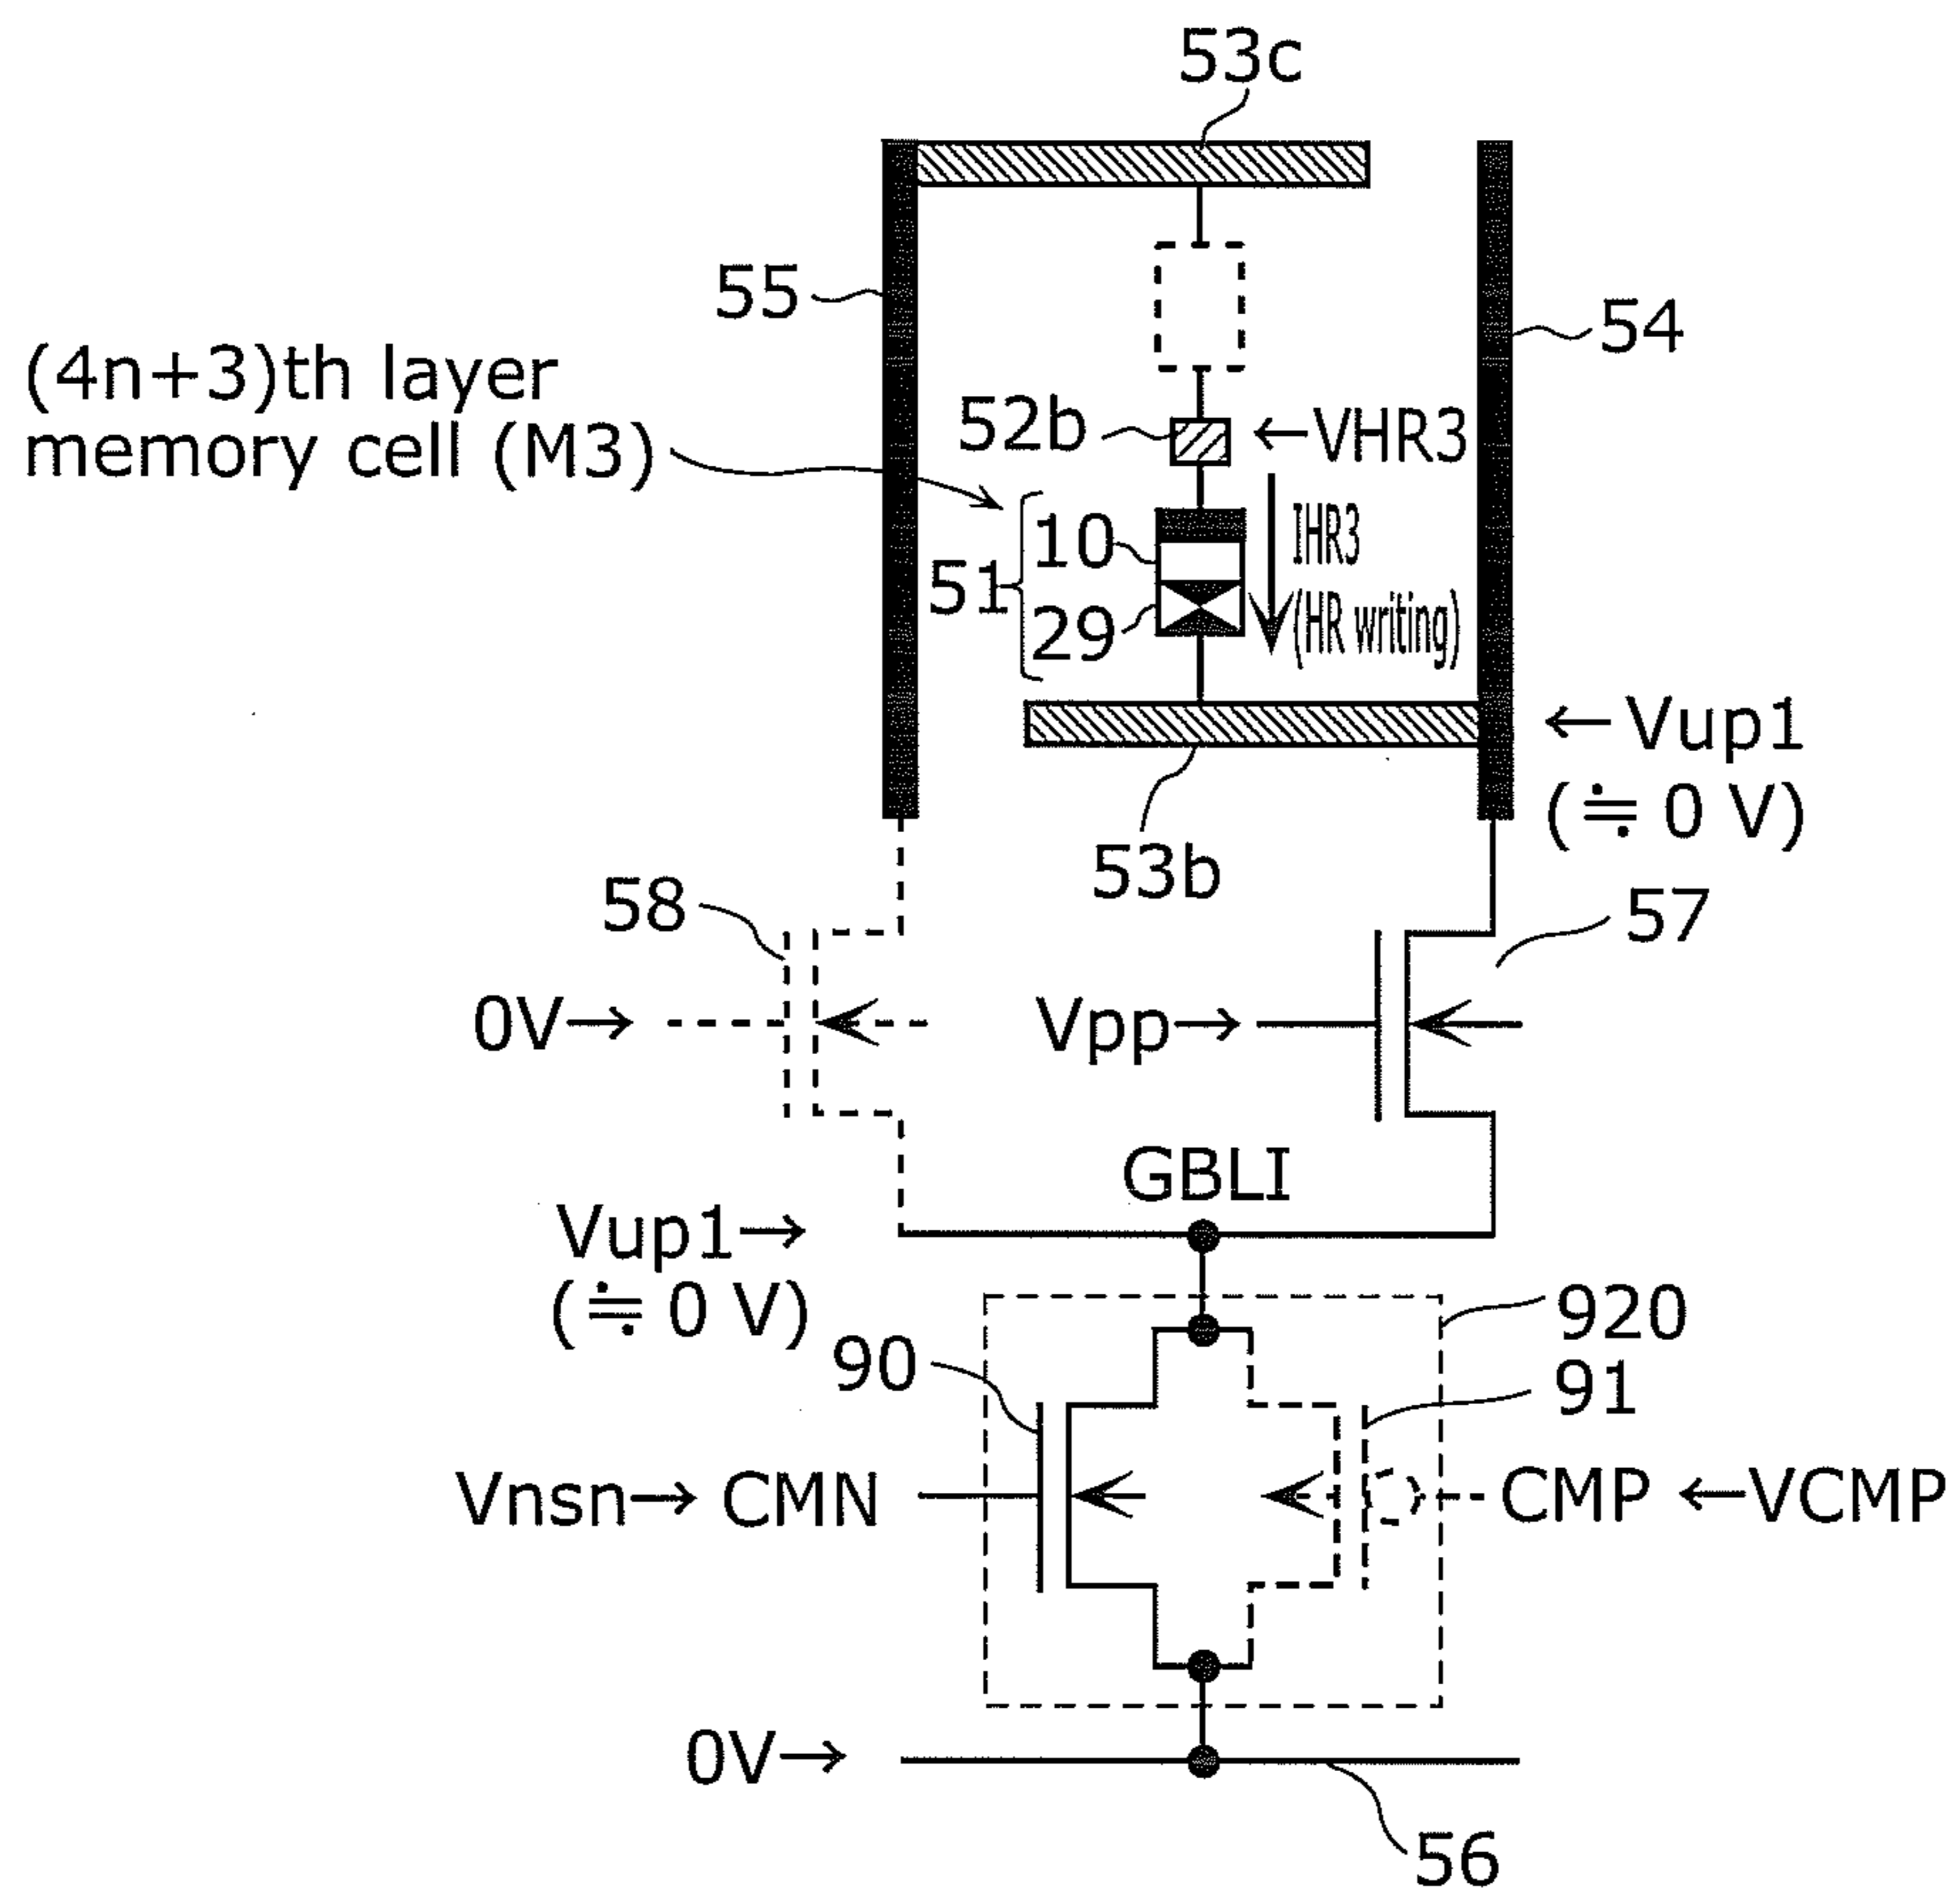 53c
55
54
(4n+3)th layer
memory cell (M3)
52b
←VHR3
10
IHR3
51
29
(HR writing)
←Vup1
(≒ 0 V)
53b
58
57
0V→
Vpp→
GBLI
Vup1→
(≒ 0 V)
920
90
91
Vnsn→ CMN
CMP ←VCMP
0V→
56